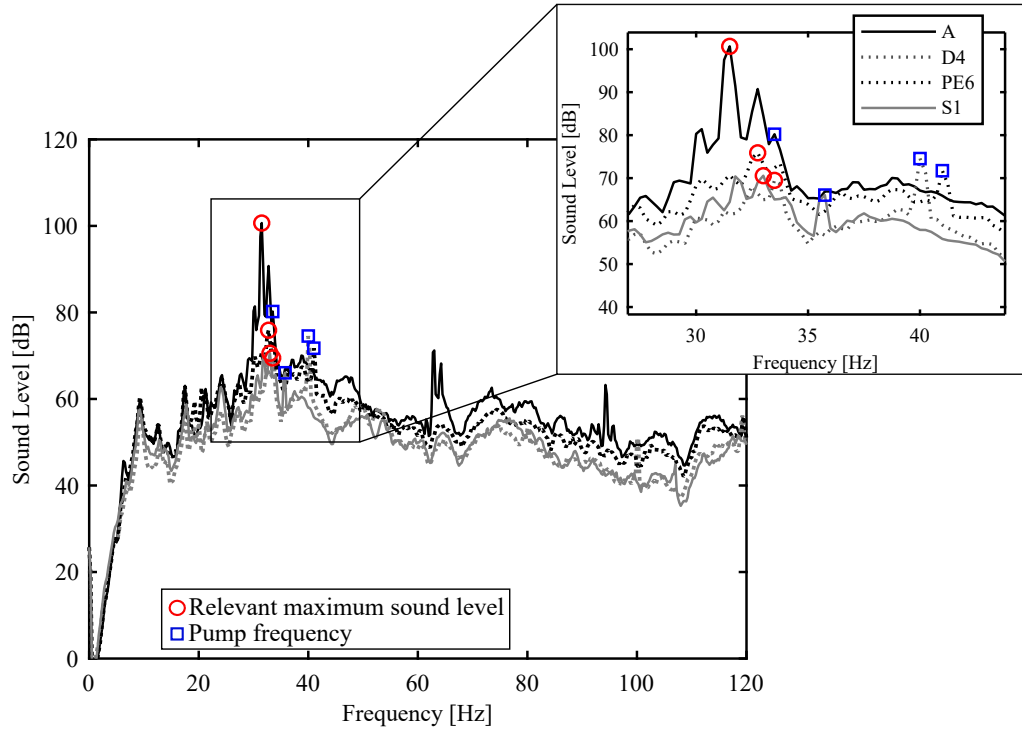 100
90
80
70
60
50
40
30
35
40
Sound Level [dB]
Frequency [Hz]
A
D4
PE6
S1
120
100
80
60
40
20
0
0
20
40
60
80
100
120
Sound Level [dB]
Frequency [Hz]
Relevant maximum sound level
Pump frequency